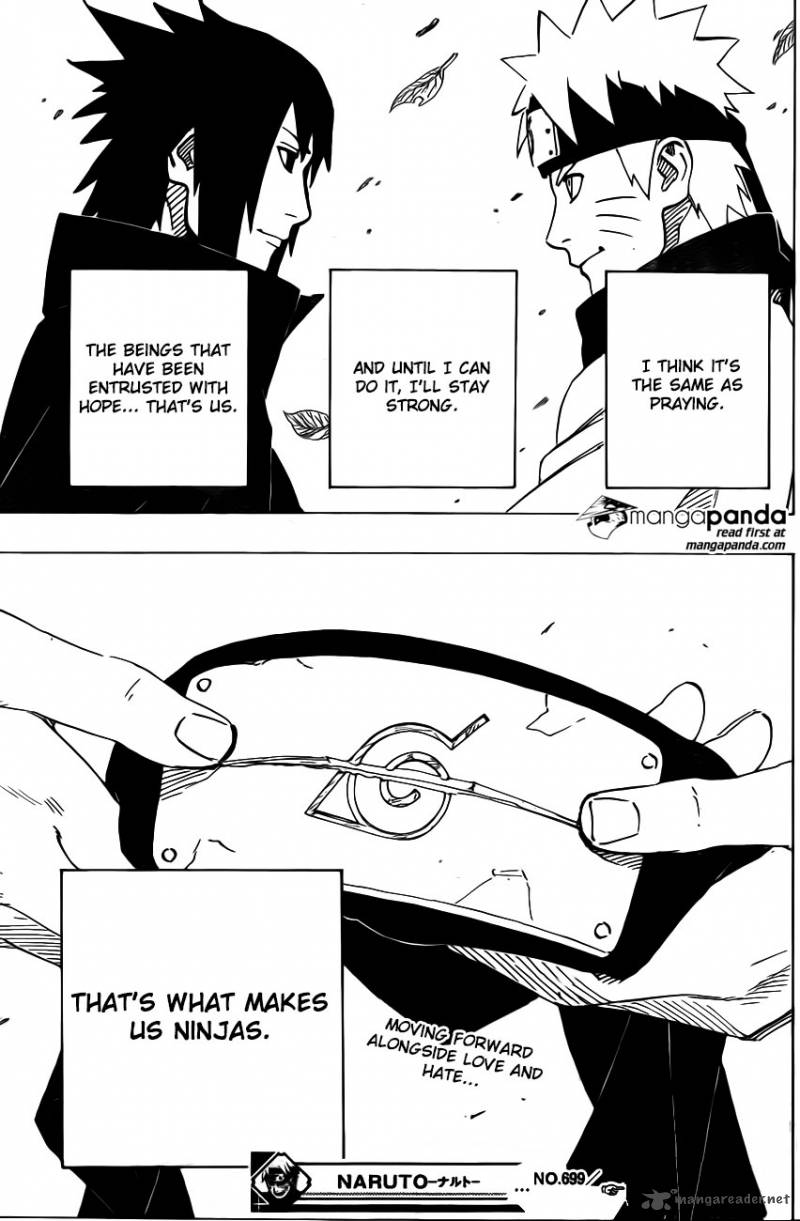 I THINK IT'S
THE SAME AS
PRAYING.
AND UNTIL I CAN
DO IT, I'LL STAY
STRONG.
THE BEINGS THAT
HAVE BEEN
ENTRUSTED WITH
HOPE... THAT'S US.
mangapanda
read first at
mangapanda.com
THAT'S WHAT MAKES
US NINJAS.
MOVING FORWARD
ALONGSIDE LOVE AND
HATE...
NARUTO―ナルト― ... NO.699
mangareader.net